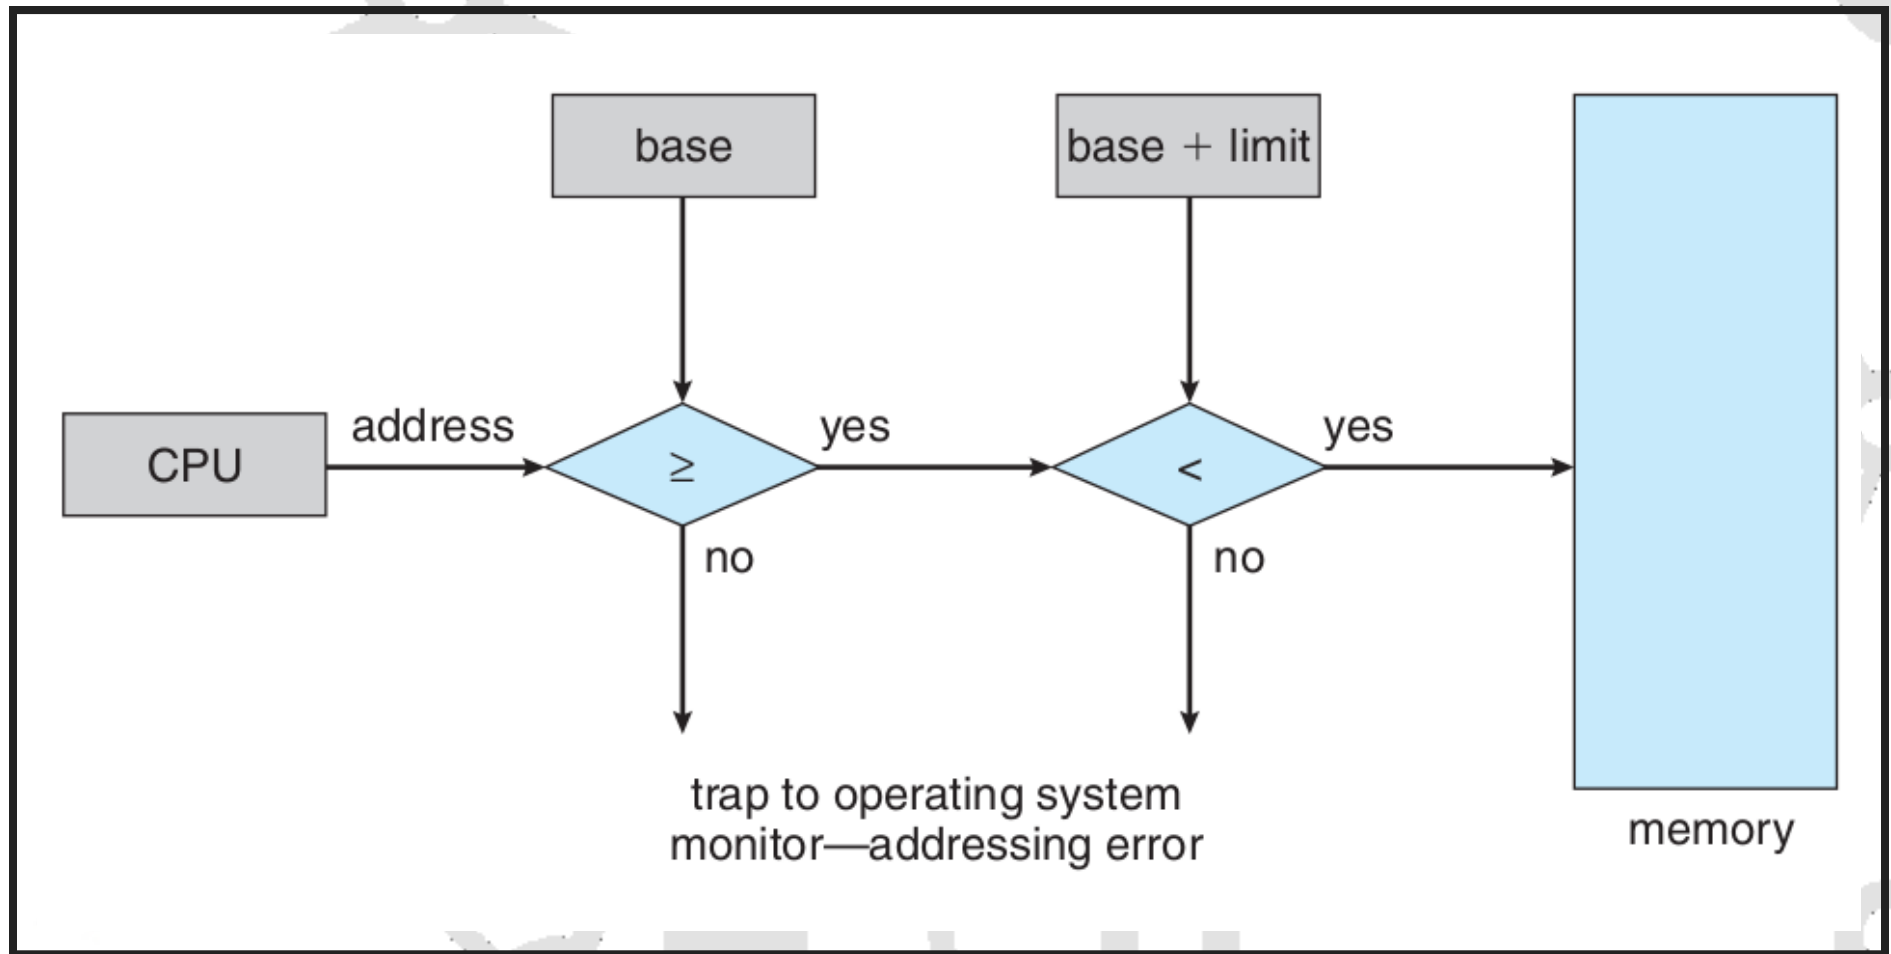 base
base + limit
CPU
address
≥
yes
<
yes
no
no
trap to operating system
monitor—addressing error
memory